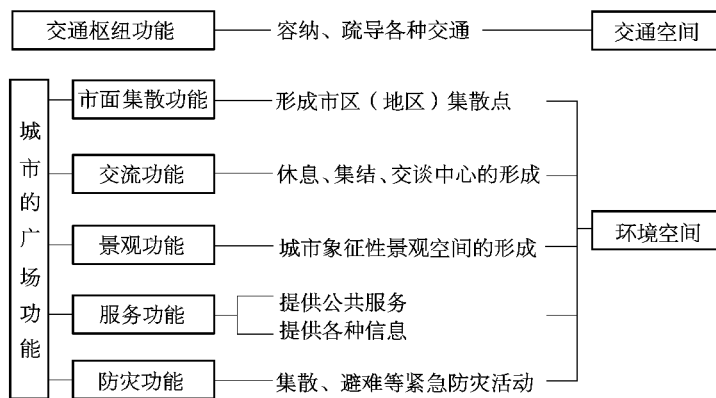 交通枢纽功能 容纳、疏导各种交通 交通空间
城市的广场功能
市面集散功能 形成市区（地区）集散点
交流功能 休息、集结、交谈中心的形成
景观功能 城市象征性景观空间的形成 环境空间
服务功能 提供公共服务
提供各种信息
防灾功能 集散、避难等紧急防灾活动